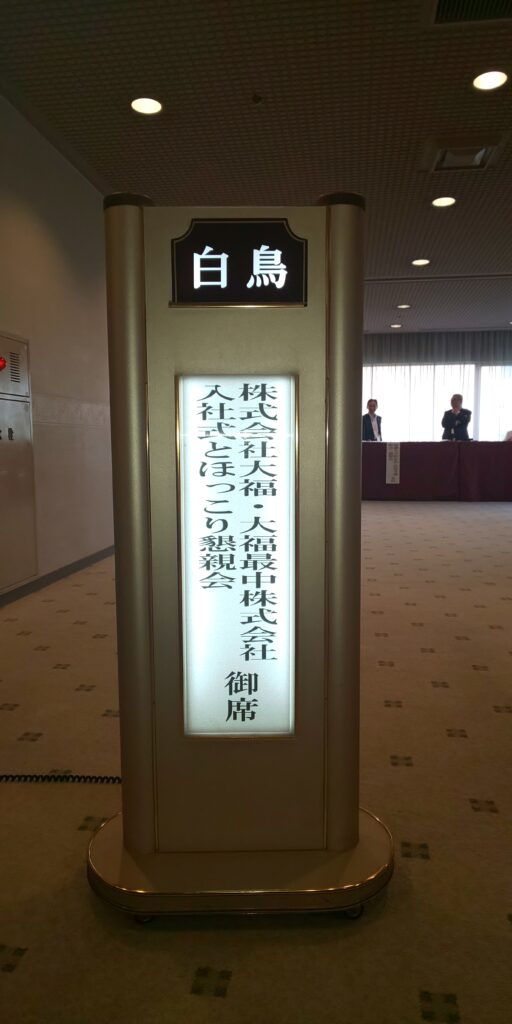 白鳥
株式会社大福・大福最中株式会社
入社式とほっこり懇親会
御席